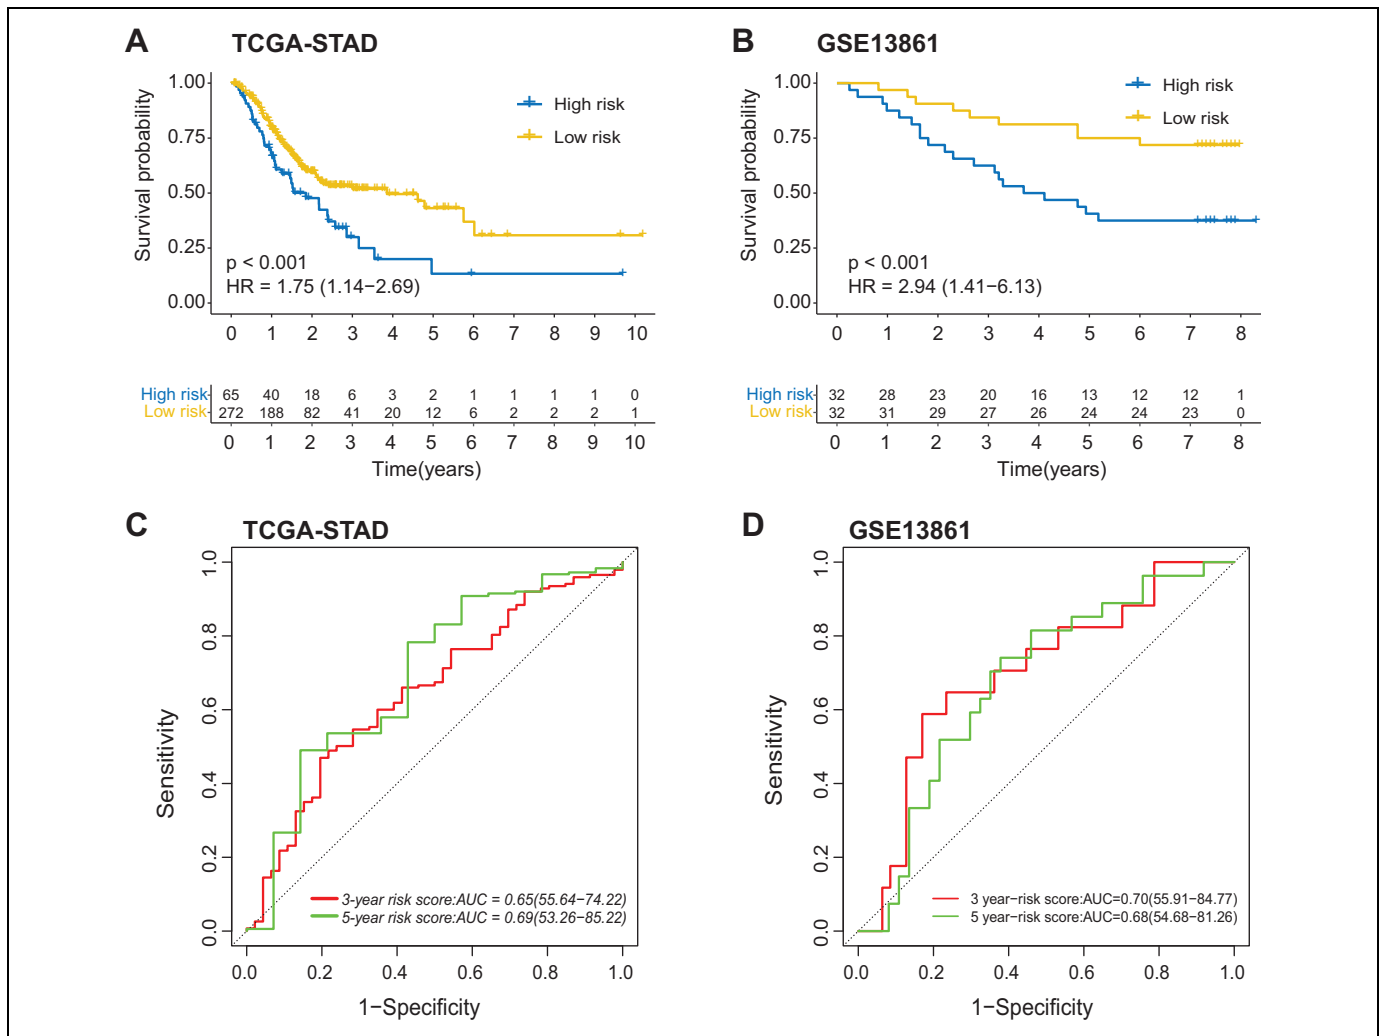 A TCGA-STAD
Survival probability
1.00
0.75
0.50
0.25
0.00
High risk
Low risk
p < 0.001
HR = 1.75 (1.14−2.69)
0 1 2 3 4 5 6 7 8 9 10
High risk 65 40 18 6 3 2 1 1 1 1 0
Low risk 272 188 82 41 20 12 6 2 2 2 1
0 1 2 3 4 5 6 7 8 9 10
Time(years)
B GSE13861
Survival probability
1.00
0.75
0.50
0.25
0.00
High risk
Low risk
p < 0.001
HR = 2.94 (1.41−6.13)
0 1 2 3 4 5 6 7 8
High risk 32 28 23 20 16 13 12 12 1
Low risk 32 31 29 27 26 24 24 23 0
0 1 2 3 4 5 6 7 8
Time(years)
C TCGA-STAD
Sensitivity
1.0
0.8
0.6
0.4
0.2
0.0
3-year risk score:AUC = 0.65(55.64−74.22)
5-year risk score:AUC = 0.69(53.26−85.22)
0.0 0.2 0.4 0.6 0.8 1.0
1−Specificity
D GSE13861
Sensitivity
1.0
0.8
0.6
0.4
0.2
0.0
3 year−risk score:AUC=0.70(55.91−84.77)
5 year−risk score:AUC=0.68(54.68−81.26)
0.0 0.2 0.4 0.6 0.8 1.0
1−Specificity